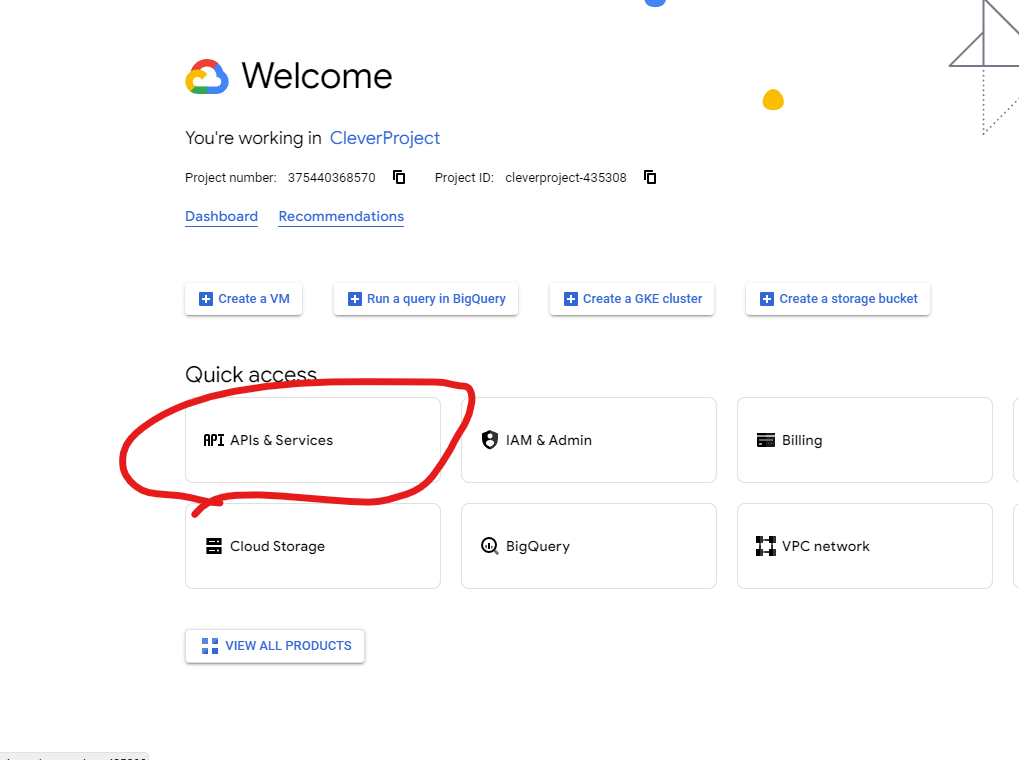 Welcome
You're working in CleverProject
Project number: 375440368570 Project ID: cleverproject-435308
Dashboard Recommendations
Create a VM Run a query in BigQuery Create a GKE cluster Create a storage bucket
Quick access
API APIs & Services IAM & Admin Billing
Cloud Storage BigQuery VPC network
VIEW ALL PRODUCTS